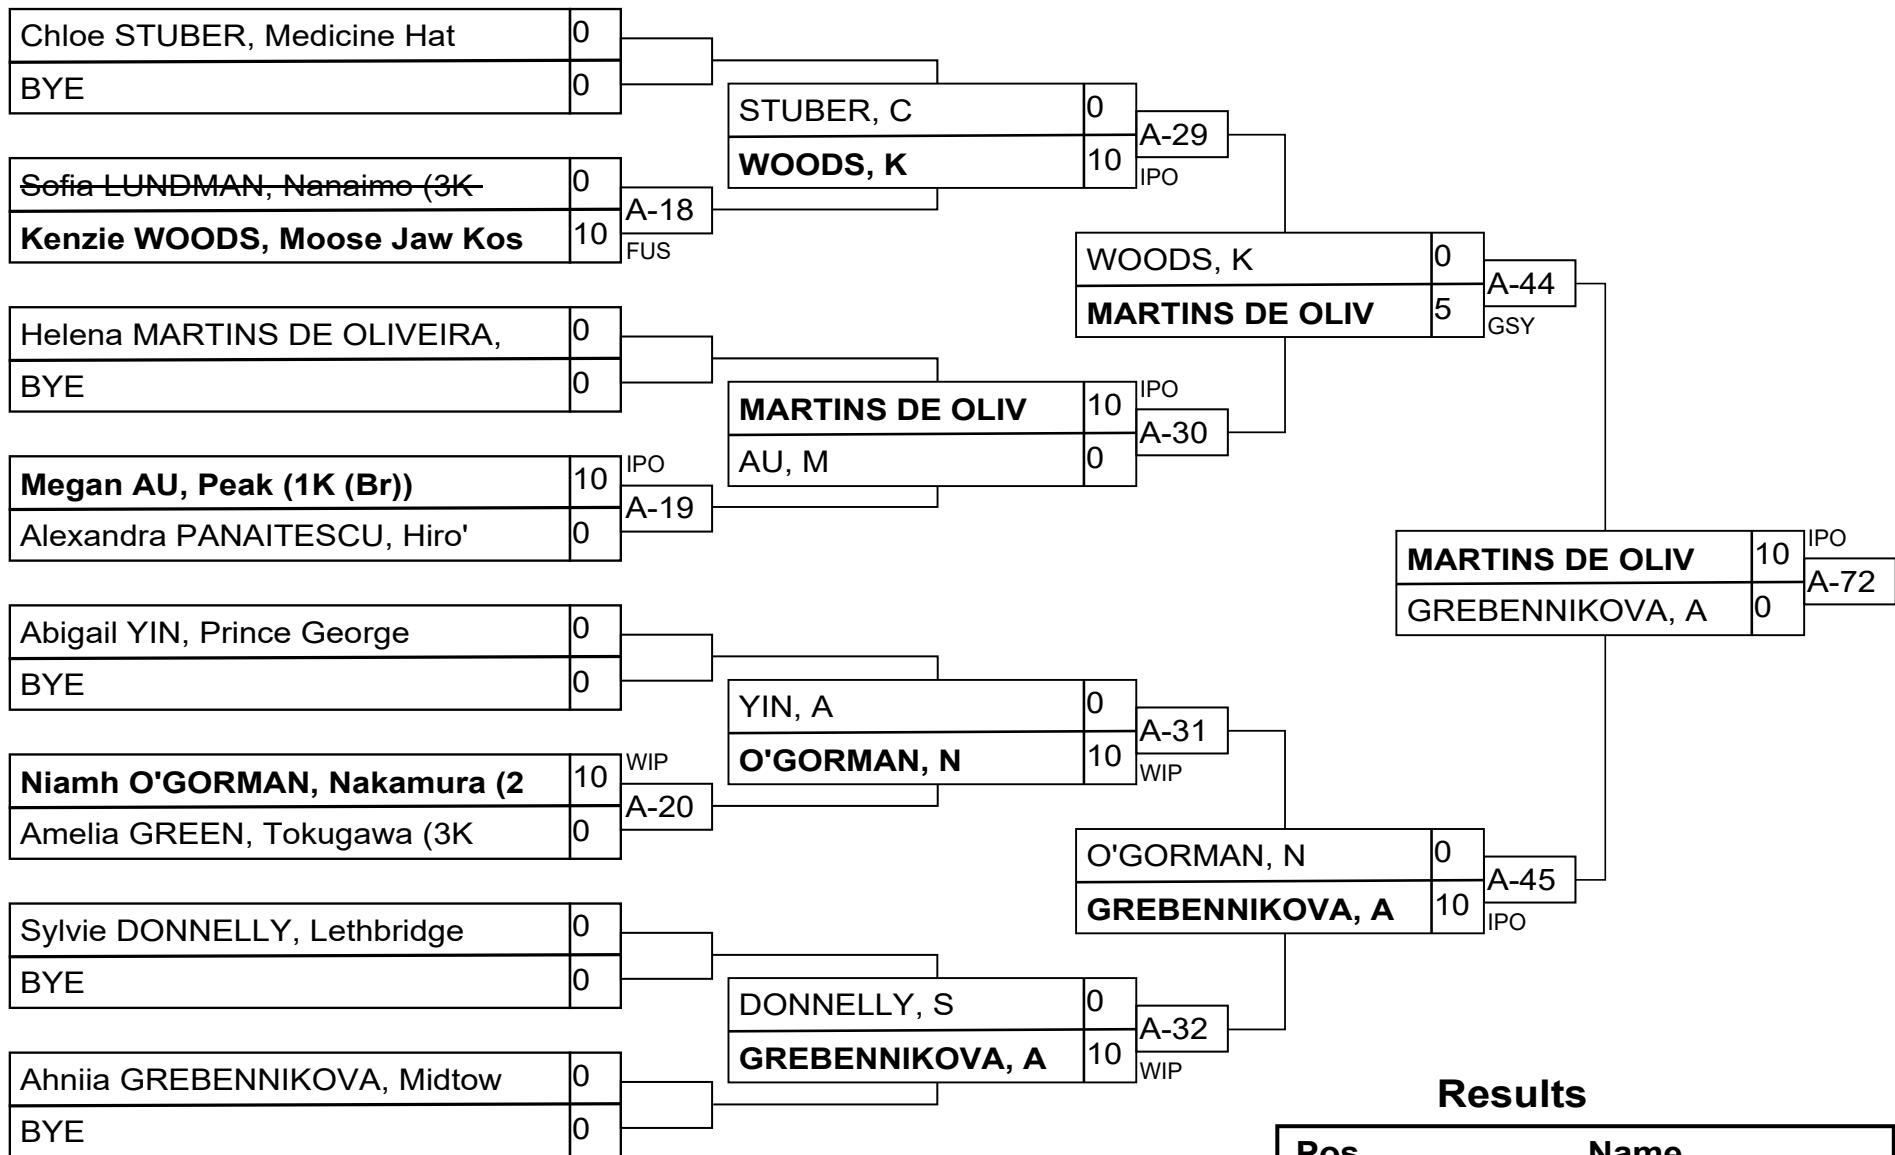 Chloe STUBER, Medicine Hat 0
BYE 0
Sofia LUNDMAN, Nanaimo (3K 0
Kenzie WOODS, Moose Jaw Kos 10
A-18
FUS
Helena MARTINS DE OLIVEIRA, 0
BYE 0
Megan AU, Peak (1K (Br)) 10
IPO
A-19
Alexandra PANAITESCU, Hiro' 0
Abigail YIN, Prince George 0
BYE 0
Niamh O'GORMAN, Nakamura (2 10
WIP
A-20
Amelia GREEN, Tokugawa (3K 0
Sylvie DONNELLY, Lethbridge 0
BYE 0
Ahniia GREBENNIKOVA, Midtow 0
BYE 0
STUBER, C 0
WOODS, K 10
A-29
IPO
MARTINS DE OLIV 10
IPO
A-30
AU, M 0
YIN, A 0
O'GORMAN, N 10
A-31
WIP
DONNELLY, S 0
GREBENNIKOVA, A 10
A-32
WIP
WOODS, K 0
MARTINS DE OLIV 5
A-44
GSY
O'GORMAN, N 0
GREBENNIKOVA, A 10
A-45
IPO
MARTINS DE OLIV 10
IPO
A-72
GREBENNIKOVA, A 0
Results
Pos Name